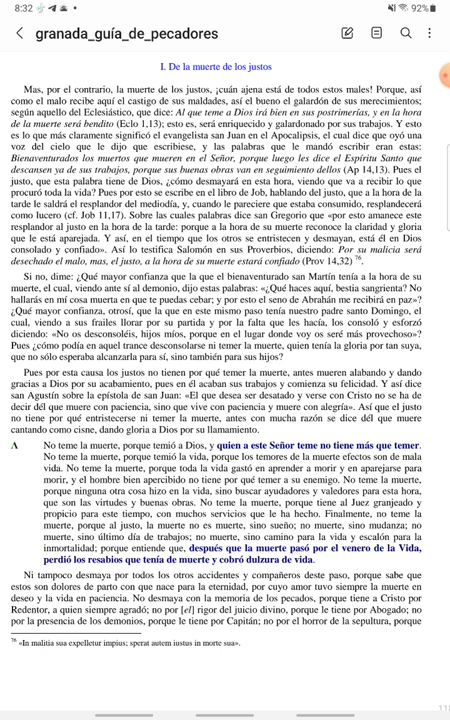 8:32
92%
granada_guía_de_pecadores
I. De la muerte de los justos
Mas, por el contrario, la muerte de los justos, ¡cuán ajena está de todos estos males! Porque, así
como el malo recibe aquí el castigo de sus maldades, así el bueno el galardón de sus merecimientos;
según aquello del Eclesiástico, que dice: Al que teme a Dios irá bien en sus postrimerías, y en la hora
de la muerte será bendito (Eclo 1,13); esto es, será enriquecido y galardonado por sus trabajos. Y esto
es lo que más claramente significó el evangelista san Juan en el Apocalipsis, el cual dice que oyó una
voz del cielo que le dijo que escribiese, y las palabras que le mandó escribir eran estas:
Bienaventurados los muertos que mueren en el Señor, porque luego les dice el Espíritu Santo que
descansen ya de sus trabajos, porque sus buenas obras van en seguimiento dellos (Ap 14,13). Pues el
justo, que esta palabra tiene de Dios, ¿cómo desmayará en esta hora, viendo que va a recibir lo que
procuró toda la vida? Pues por esto se escribe en el libro de Job, hablando del justo, que a la hora de la
tarde le saldrá el resplandor del mediodía, y, cuando le pareciere que estaba consumido, resplandecerá
como lucero (cf. Job 11,17). Sobre las cuales palabras dice san Gregorio que «por esto amanece este
resplandor al justo en la hora de la tarde: porque a la hora de su muerte reconoce la claridad y gloria
que le está aparejada. Y así, en el tiempo que los otros se entristecen y desmayan, está él en Dios
consolado y confiado». Así lo testifica Salomón en sus Proverbios, diciendo: Por su malicia será
desechado el malo, mas, el justo, a la hora de su muerte estará confiado (Prov 14,32) 76.
Si no, dime: ¿Qué mayor confianza que la que el bienaventurado san Martín tenía a la hora de su
muerte, el cual, viendo ante sí al demonio, dijo estas palabras: «¿Qué haces aquí, bestia sangrienta? No
hallarás en mí cosa muerta en que te puedas cebar; y por esto el seno de Abrahán me recibirá en paz»?
¿Qué mayor confianza, otrosí, que la que en este mismo paso tenía nuestro padre santo Domingo, el
cual, viendo a sus frailes llorar por su partida y por la falta que les hacía, los consoló y esforzó
diciendo: «No os desconsoléis, hijos míos, porque en el lugar donde voy os seré más provechoso»?
Pues ¿cómo podía en aquel trance desconsolarse ni temer la muerte, quien tenía la gloria por tan suya,
que no sólo esperaba alcanzarla para sí, sino también para sus hijos?
Pues por esta causa los justos no tienen por qué temer la muerte, antes mueren alabando y dando
gracias a Dios por su acabamiento, pues en él acaban sus trabajos y comienza su felicidad. Y así dice
san Agustín sobre la epístola de san Juan: «El que desea ser desatado y verse con Cristo no se ha de
decir dél que muere con paciencia, sino que vive con paciencia y muere con alegría». Así que el justo
no tiene por qué entristecerse ni temer la muerte, antes con mucha razón se dice dél que muere
cantando como cisne, dando gloria a Dios por su llamamiento.
A No teme la muerte, porque temió a Dios, y quien a este Señor teme no tiene más que temer.
No teme la muerte, porque temió la vida, porque los temores de la muerte efectos son de mala
vida. No teme la muerte, porque toda la vida gastó en aprender a morir y en aparejarse para
morir, y el hombre bien apercibido no tiene por qué temer a su enemigo. No teme la muerte,
porque ninguna otra cosa hizo en la vida, sino buscar ayudadores y valedores para esta hora,
que son las virtudes y buenas obras. No teme la muerte, porque tiene al Juez granjeado y
propicio para este tiempo, con muchos servicios que le ha hecho. Finalmente, no teme la
muerte, porque al justo, la muerte no es muerte, sino sueño; no muerte, sino mudanza; no
muerte, sino último día de trabajos; no muerte, sino camino para la vida y escalón para la
inmortalidad; porque entiende que, después que la muerte pasó por el venero de la Vida,
perdió los resabios que tenía de muerte y cobró dulzura de vida.
Ni tampoco desmaya por todos los otros accidentes y compañeros deste paso, porque sabe que
estos son dolores de parto con que nace para la eternidad, por cuyo amor tuvo siempre la muerte en
deseo y la vida en paciencia. No desmaya con la memoria de los pecados, porque tiene a Cristo por
Redentor, a quien siempre agradó; no por [el] rigor del juicio divino, porque le tiene por Abogado; no
por la presencia de los demonios, porque le tiene por Capitán; no por el horror de la sepultura, porque
76 «In malitia sua expelletur impius; sperat autem iustus in morte sua».